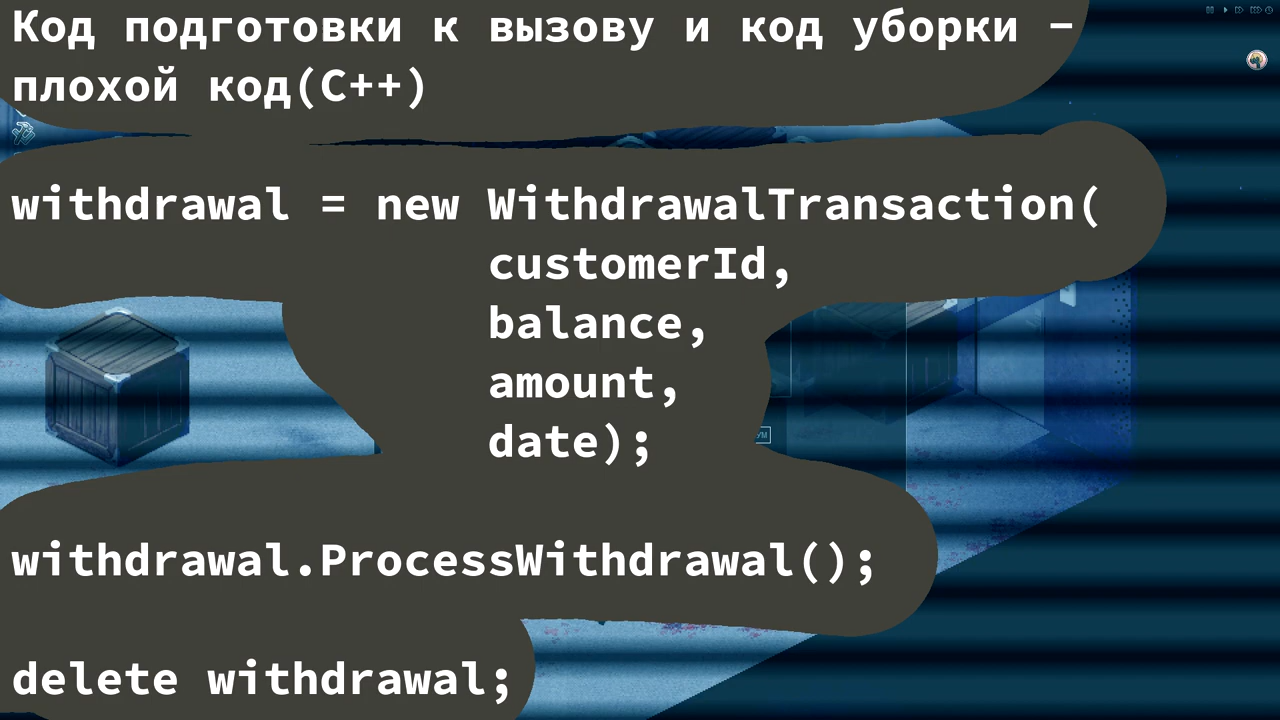 Код подготовки к вызову и код уборки -
плохой код(C++)
withdrawal = new WithdrawalTransaction(
customerId,
balance,
amount,
date);
withdrawal.ProcessWithdrawal();
delete withdrawal;